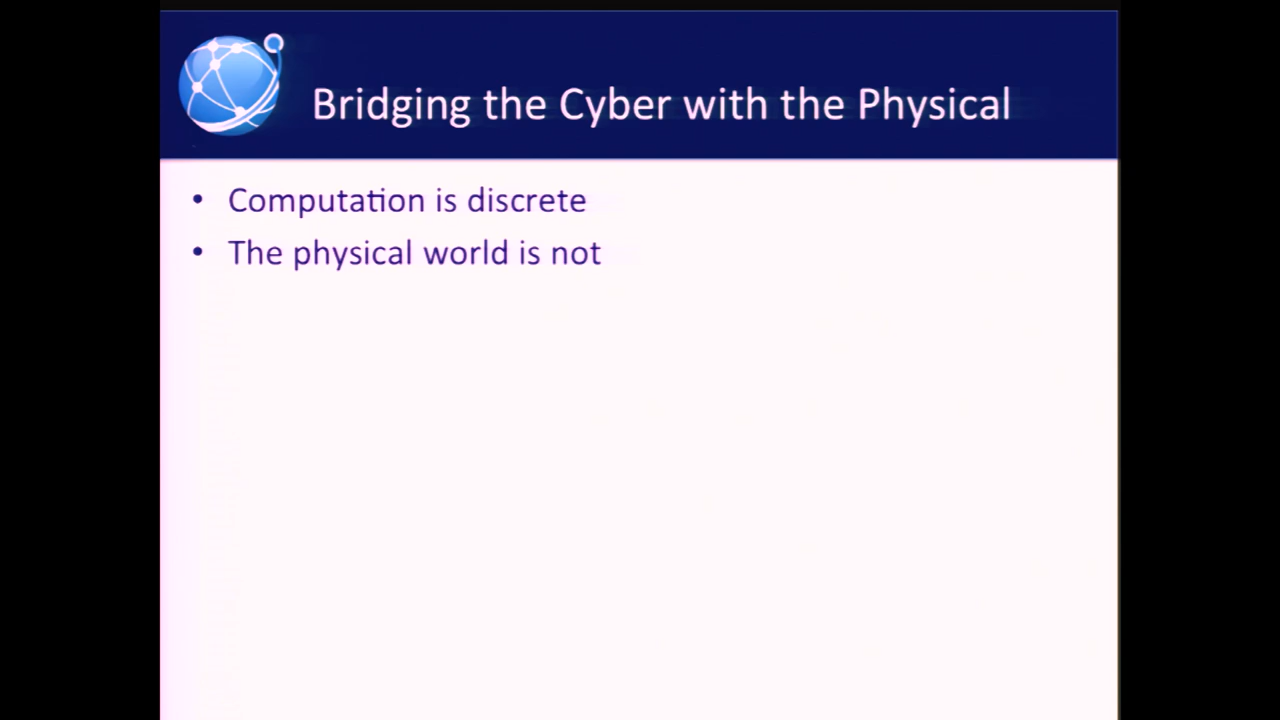 Bridging the Cyber with the Physical
• Computation is discrete
• The physical world is not